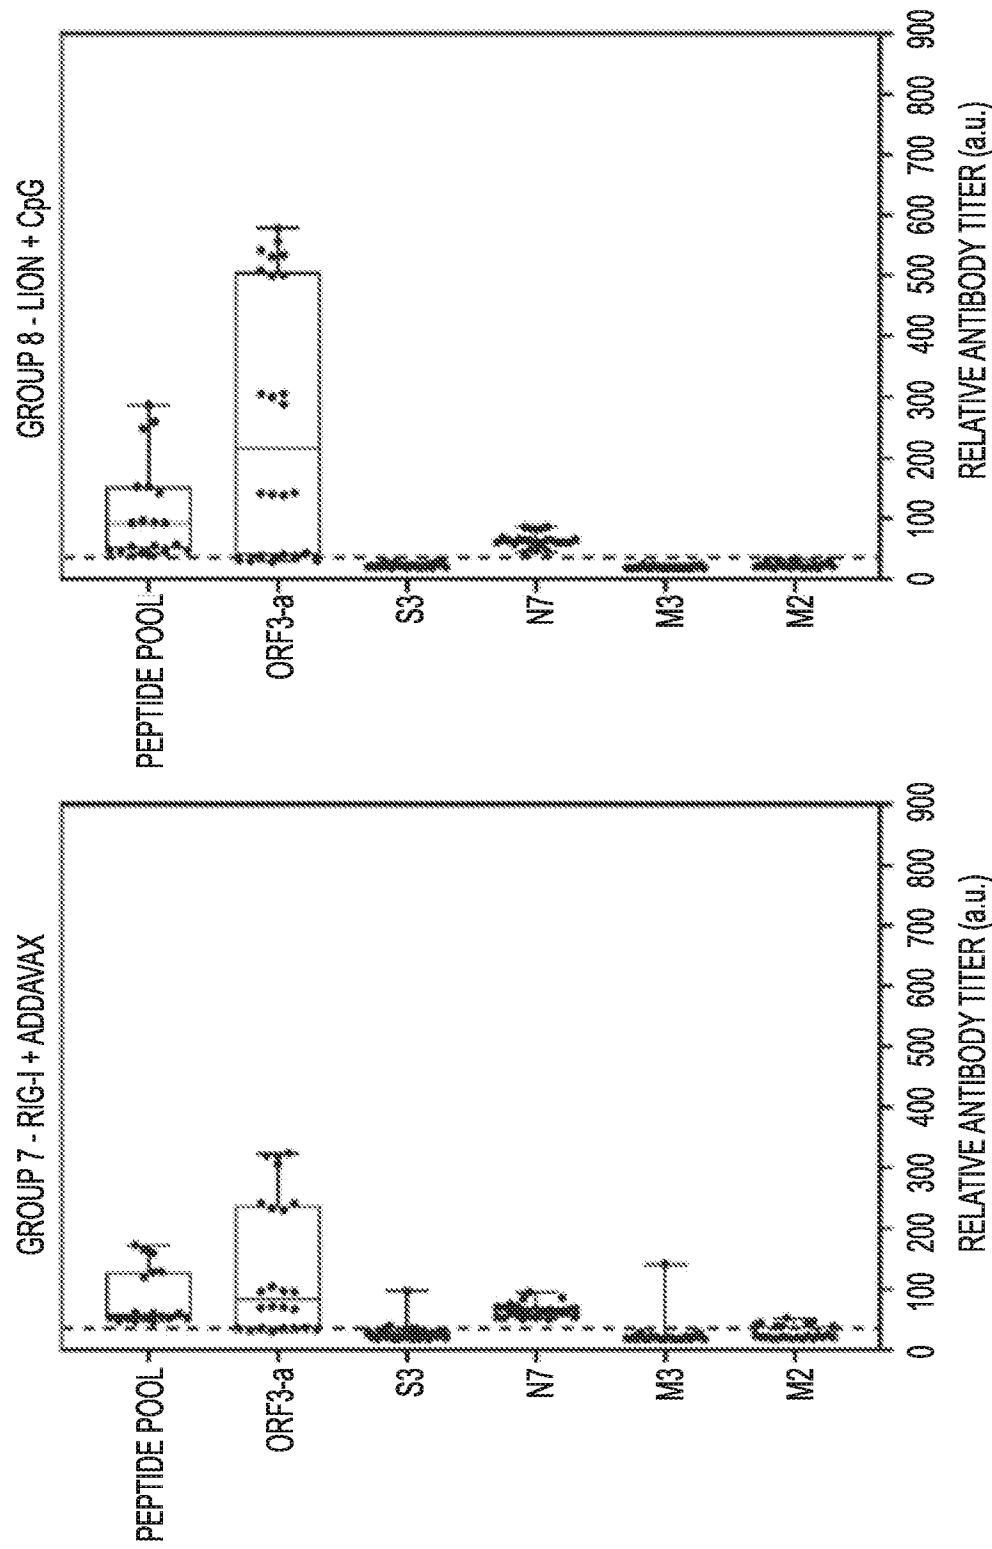 GROUP 7 - RIG-I + ADDAVAX
PEPTIDE POOL
ORF3-a
S3
N7
M3
M2
0 100 200 300 400 500 600 700 800 900
RELATIVE ANTIBODY TITER (a.u.)
GROUP 8 - LION + CpG
PEPTIDE POOL
ORF3-a
S3
N7
M3
M2
0 100 200 300 400 500 600 700 800 900
RELATIVE ANTIBODY TITER (a.u.)